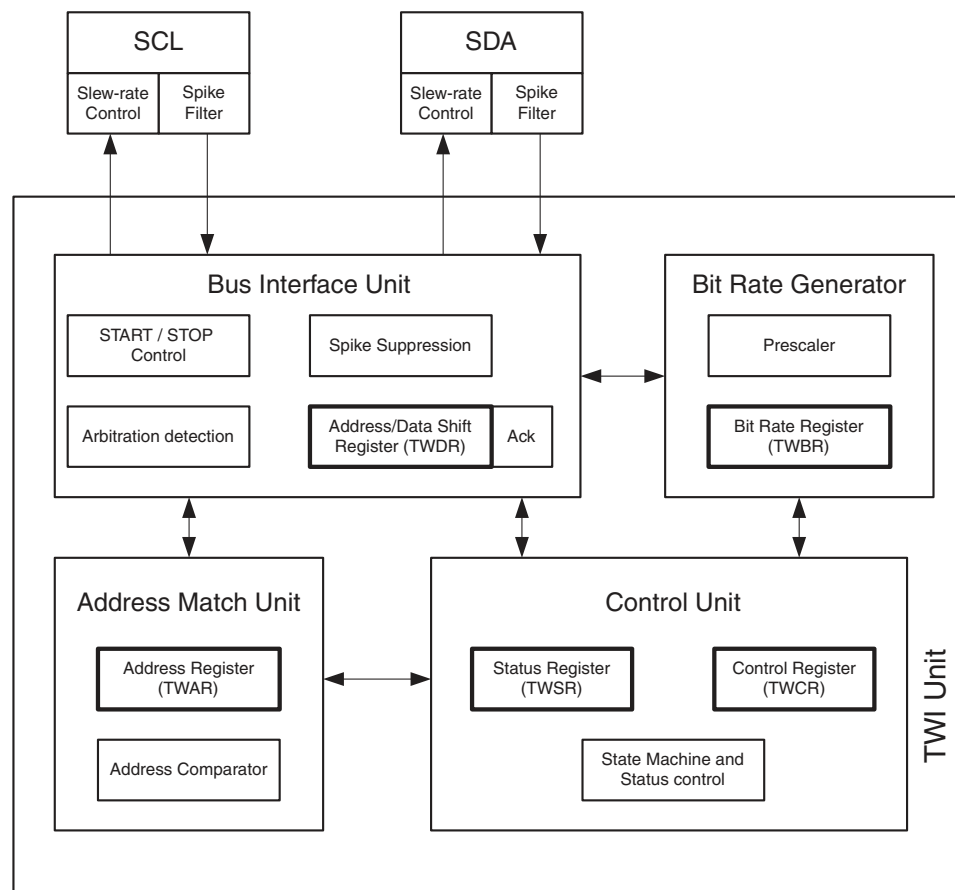 SCL
Slew-rate
Control
Spike
Filter
SDA
Slew-rate
Control
Spike
Filter
Bus Interface Unit
START / STOP
Control
Spike Suppression
Arbitration detection
Address/Data Shift
Register (TWDR)
Ack
Bit Rate Generator
Prescaler
Bit Rate Register
(TWBR)
Address Match Unit
Address Register
(TWAR)
Address Comparator
Control Unit
Status Register
(TWSR)
Control Register
(TWCR)
State Machine and
Status control
TWI Unit